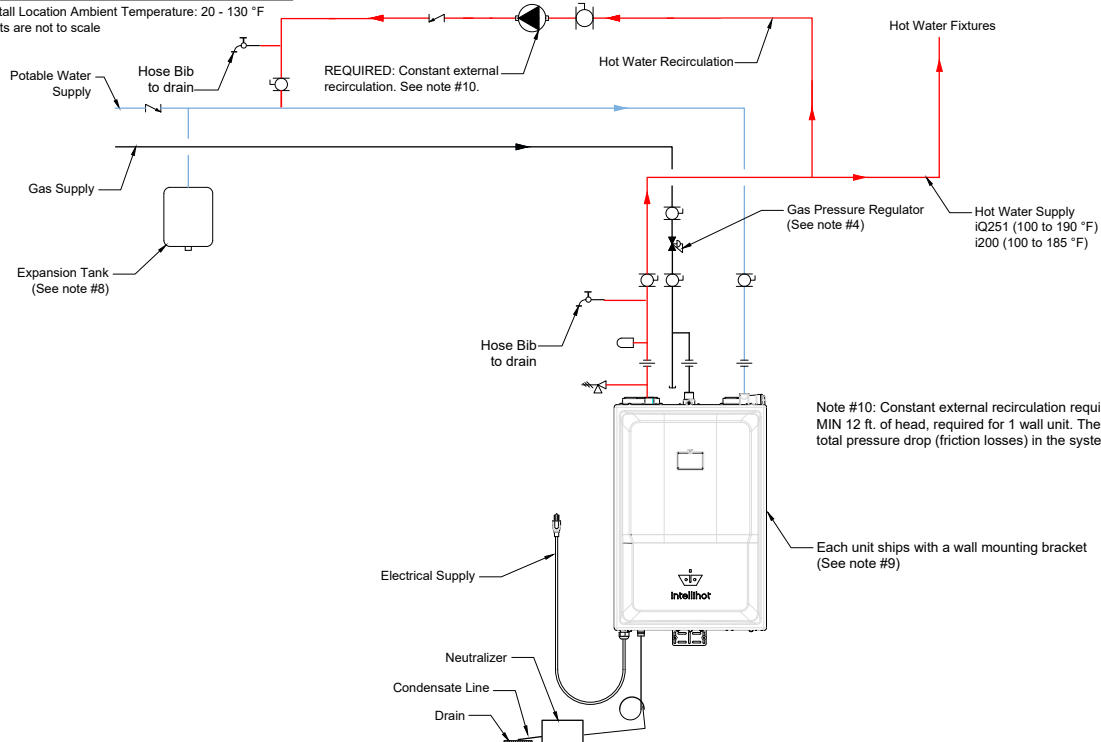 tall Location Ambient Temperature: 20 - 130 °F
ts are not to scale
Hot Water Fixtures
Potable Water
Supply
Hose Bib
to drain
REQUIRED: Constant external
recirculation. See note #10.
Hot Water Recirculation
Gas Supply
Gas Pressure Regulator
(See note #4)
Hot Water Supply
iQ251 (100 to 190 °F)
i200 (100 to 185 °F)
Expansion Tank
(See note #8)
Hose Bib
to drain
Note #10: Constant external recirculation requi
MIN 12 ft. of head, required for 1 wall unit. The
total pressure drop (friction losses) in the syste
Each unit ships with a wall mounting bracket
(See note #9)
Electrical Supply
intellihot
Neutralizer
Condensate Line
Drain